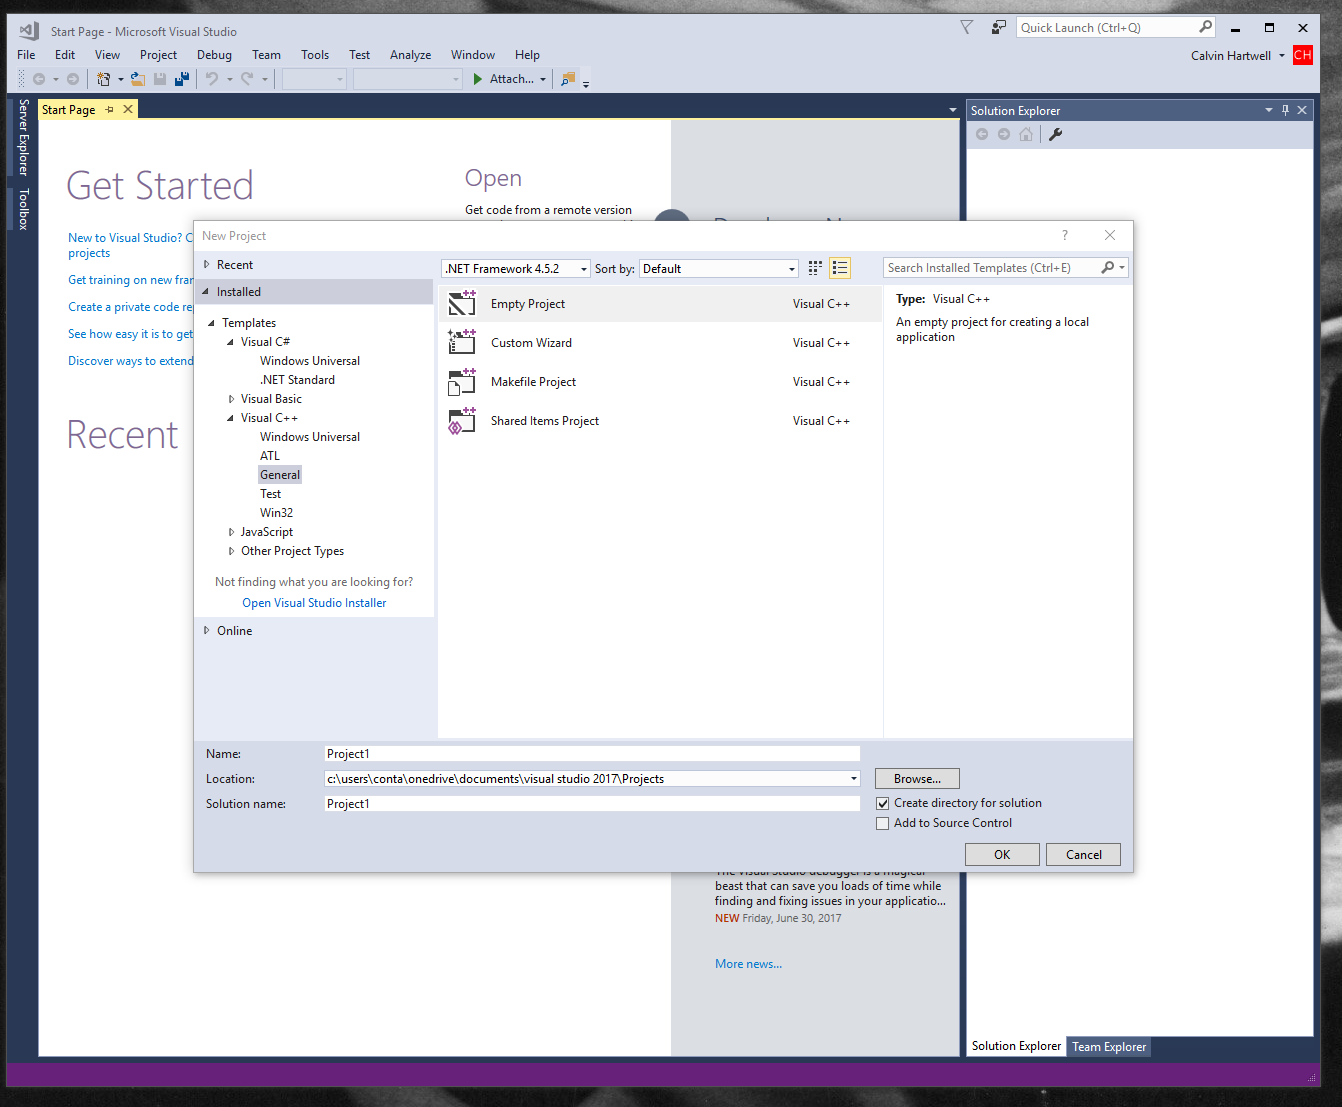 Start Page - Microsoft Visual Studio
Quick Launch (Ctrl+Q)
File Edit View Project Debug Team Tools Test Analyze Window Help
Calvin Hartwell CH
Attach...
Server Explorer
Toolbox
Start Page
Solution Explorer
Get Started
Open
Get code from a remote version
New to Visual Studio? C
projects
Get training on new fran
Create a private code re
See how easy it is to get
Discover ways to extend
Recent
New Project
?
Recent
Installed
.NET Framework 4.5.2 Sort by: Default
Search Installed Templates (Ctrl+E)
Templates
Visual C#
Windows Universal
.NET Standard
Visual Basic
Visual C++
Windows Universal
ATL
General
Test
Win32
JavaScript
Other Project Types
Not finding what you are looking for?
Open Visual Studio Installer
Online
Empty Project Visual C++
Custom Wizard Visual C++
Makefile Project Visual C++
Shared Items Project Visual C++
Type: Visual C++
An empty project for creating a local
application
Name: Project1
Location: c:\users\conta\onedrive\documents\visual studio 2017\Projects
Browse...
Solution name: Project1
Create directory for solution
Add to Source Control
OK Cancel
The Visual Studio debugger is a magical
beast that can save you loads of time while
finding and fixing issues in your applicatio...
NEW Friday, June 30, 2017
More news...
Solution Explorer Team Explorer